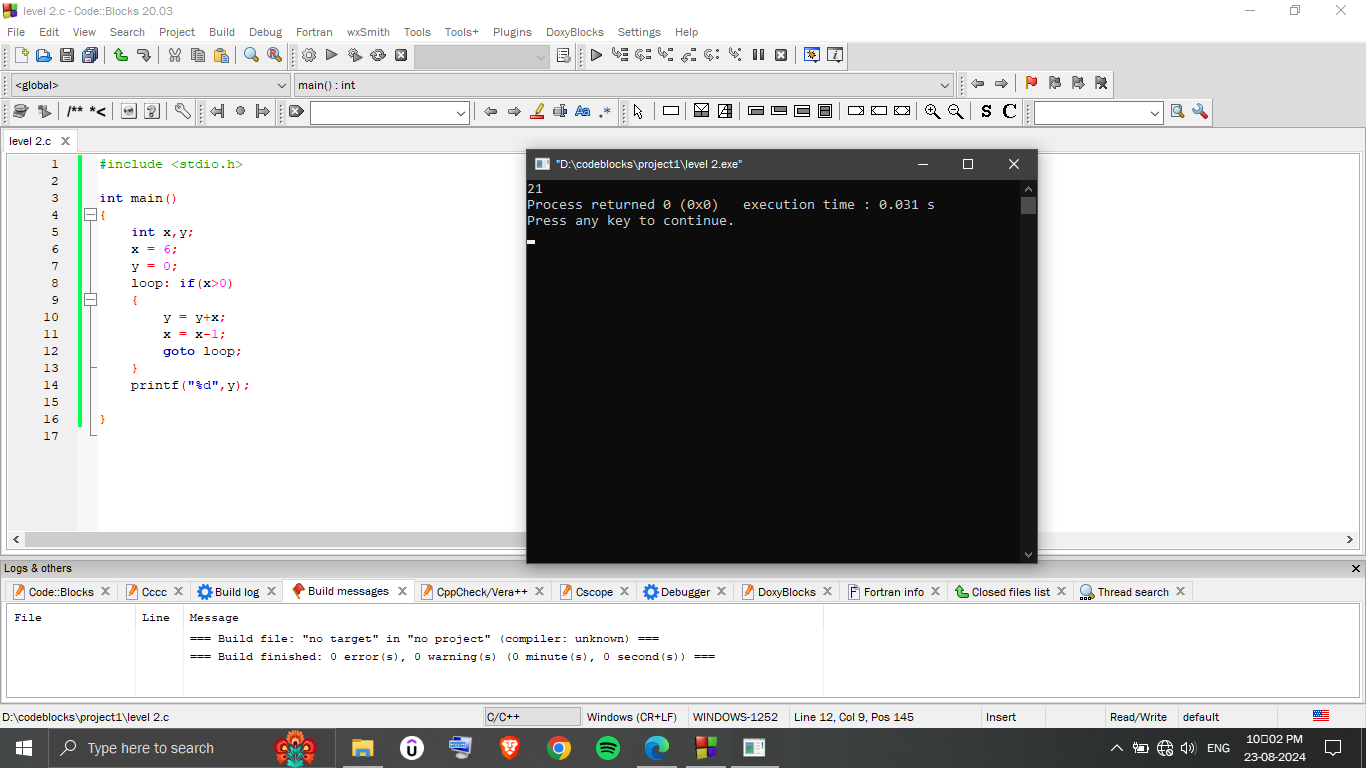 level 2.c - Code::Blocks 20.03
File Edit View Search Project Build Debug Fortran wxSmith Tools Tools+ Plugins DoxyBlocks Settings Help
<global> main() : int
/** *< Aa .* S C
level 2.c
1 #include <stdio.h>
2
3 int main()
4 {
5 int x,y;
6 x = 6;
7 y = 0;
8 loop: if(x>0)
9 {
10 y = y+x;
11 x = x-1;
12 goto loop;
13 }
14 printf("%d",y);
15
16 }
17
"D:\codeblocks\project1\level 2.exe"
21
Process returned 0 (0x0)   execution time : 0.031 s
Press any key to continue.
Logs & others
Code::Blocks Cccc Build log Build messages CppCheck/Vera++ Cscope Debugger DoxyBlocks Fortran info Closed files list Thread search
File Line Message
=== Build file: "no target" in "no project" (compiler: unknown) ===
=== Build finished: 0 error(s), 0 warning(s) (0 minute(s), 0 second(s)) ===
D:\codeblocks\project1\level 2.c C/C++ Windows (CR+LF) WINDOWS-1252 Line 12, Col 9, Pos 145 Insert Read/Write default
Type here to search ENG 10▯02 PM
23-08-2024